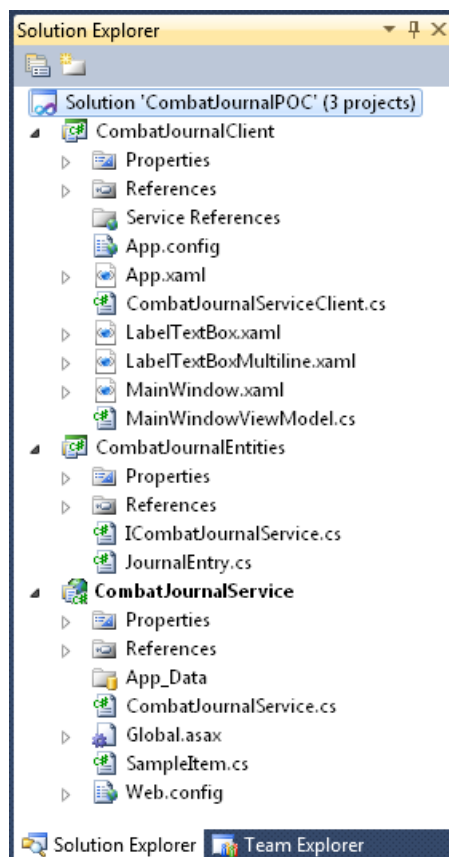 Solution Explorer
Solution 'CombatJournalPOC' (3 projects)
CombatJournalClient
Properties
References
Service References
App.config
App.xaml
CombatJournalServiceClient.cs
LabelTextBox.xaml
LabelTextBoxMultiline.xaml
MainWindow.xaml
MainWindowViewModel.cs
CombatJournalEntities
Properties
References
ICombatJournalService.cs
JournalEntry.cs
CombatJournalService
Properties
References
App_Data
CombatJournalService.cs
Global.asax
SampleItem.cs
Web.config
Solution Explorer Team Explorer